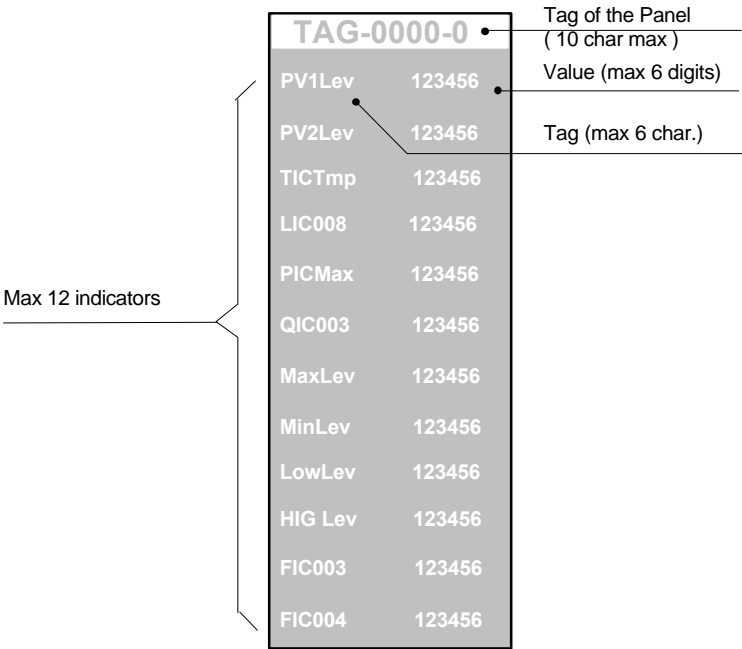 TAG-0000-0
Tag of the Panel
( 10 char max )
PV1Lev 123456
Value (max 6 digits)
PV2Lev 123456
Tag (max 6 char.)
TICTmp 123456
LIC008 123456
PICMax 123456
Max 12 indicators
QIC003 123456
MaxLev 123456
MinLev 123456
LowLev 123456
HIG Lev 123456
FIC003 123456
FIC004 123456